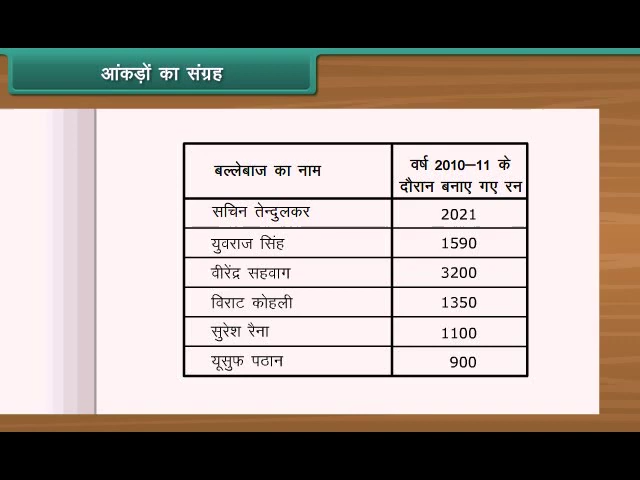 आंकड़ों का संग्रह
बल्लेबाज का नाम
वर्ष 2010–11 के
दौरान बनाए गए रन
सचिन तेन्दुलकर 2021
युवराज सिंह 1590
वीरेंद्र सहवाग 3200
विराट कोहली 1350
सुरेश रैना 1100
यूसुफ पठान 900